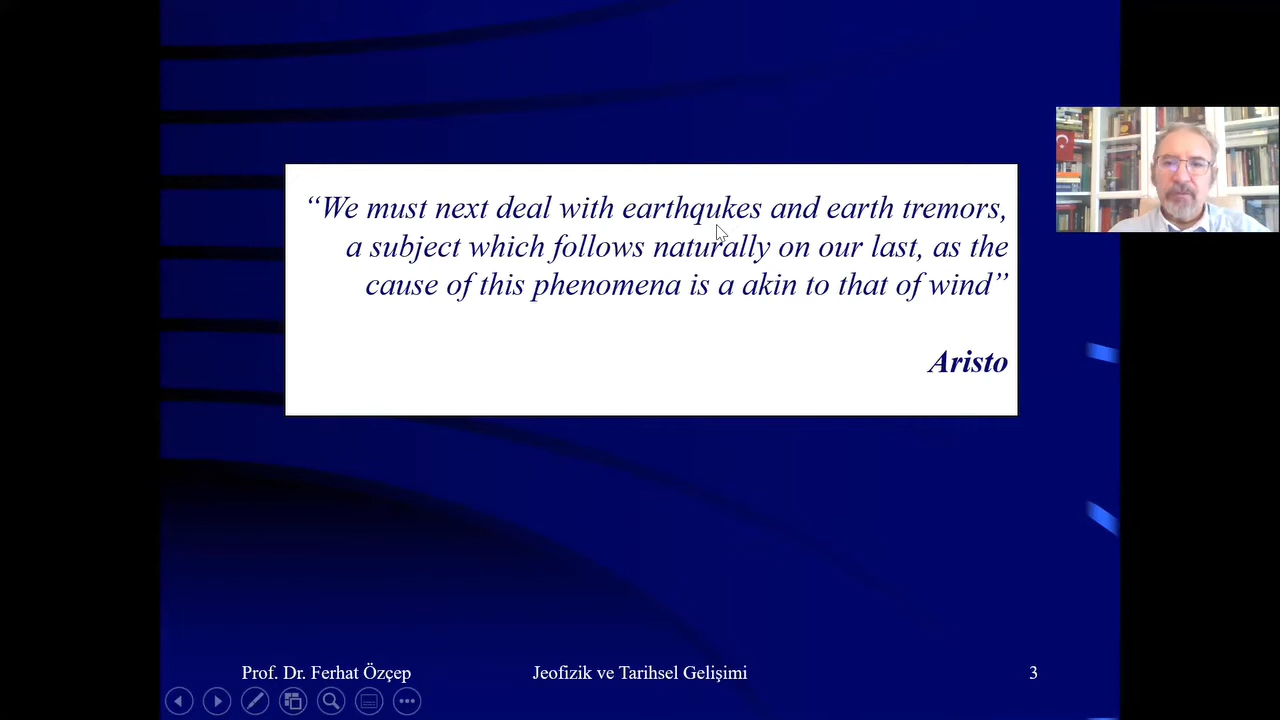 “We must next deal with earthqukes and earth tremors,
a subject which follows naturally on our last, as the
cause of this phenomena is a akin to that of wind”
Aristo
Prof. Dr. Ferhat Özçep
Jeofizik ve Tarihsel Gelişimi
3